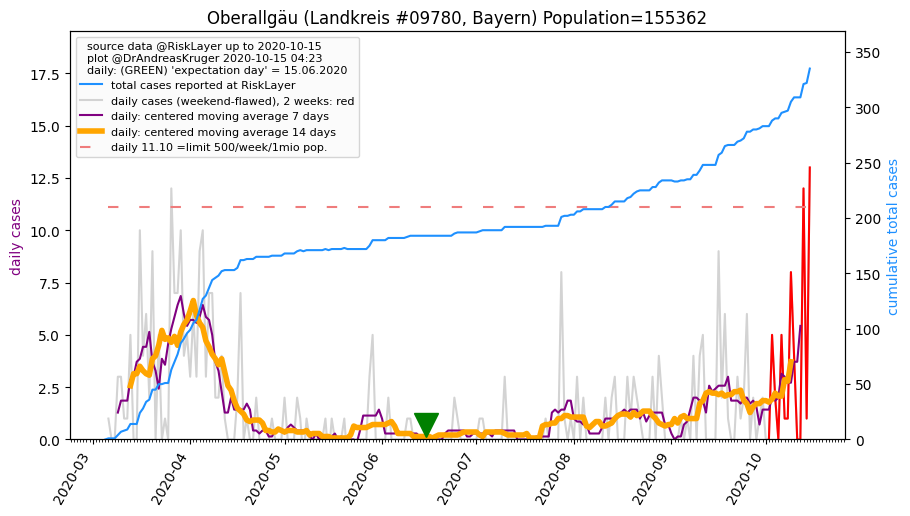 Oberallgäu (Landkreis #09780, Bayern) Population=155362
source data @RiskLayer up to 2020-10-15
plot @DrAndreasKruger 2020-10-15 04:23
daily: (GREEN) 'expectation day' = 15.06.2020
total cases reported at RiskLayer
daily cases (weekend-flawed), 2 weeks: red
daily: centered moving average 7 days
daily: centered moving average 14 days
daily 11.10 =limit 500/week/1mio pop.
daily cases
17.5
15.0
12.5
10.0
7.5
5.0
2.5
0.0
350
300
250
200
150
100
50
0
cumulative total cases
2020-03
2020-04
2020-05
2020-06
2020-07
2020-08
2020-09
2020-10